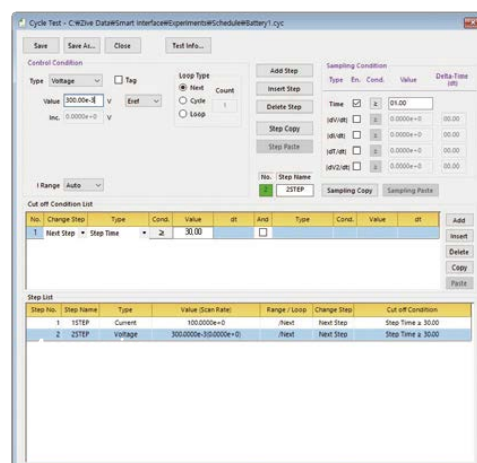 Cycle Test - C:₩Zive Data₩Smart Interface₩Experiments₩Schedule₩Battery1.cyc
Save Save As... Close Test Info...
Control Condition
Type Voltage Tag
Value 300.00e-3 V Eref
Inc. 0.0000e+0 V
I Range Auto
Loop Type
Next Count
Cycle 1
Loop
Add Step
Insert Step
Delete Step
Step Copy
Step Paste
No. Step Name
2 2STEP
Sampling Condition
Type En. Cond. Value Delta-Time (dt)
Time ≥ 01.00
|dV/dt| ≥ 0.0000e+0 00.00
|dI/dt| ≥ 0.0000e+0 00.00
|dT/dt| ≥ 0.0000e+0 00.00
|dV2/dt| ≥ 0.0000e+0 00.00
Sampling Copy Sampling Paste
Cut off Condition List
No. Change Step Type Cond. Value dt And Type Cond. Value dt
1 Next Step Step Time ≥ 30.00
Add
Insert
Delete
Copy
Paste
Step List
Step No. Step Name Type Value (Scan Rate) Range / Loop Change Step Cut off Condition
1 1STEP Current 100.0000e+0 /Next Next Step Step Time ≥ 30.00
2 2STEP Voltage 300.0000e-3(0.0000e+0) /Next Next Step Step Time ≥ 30.00